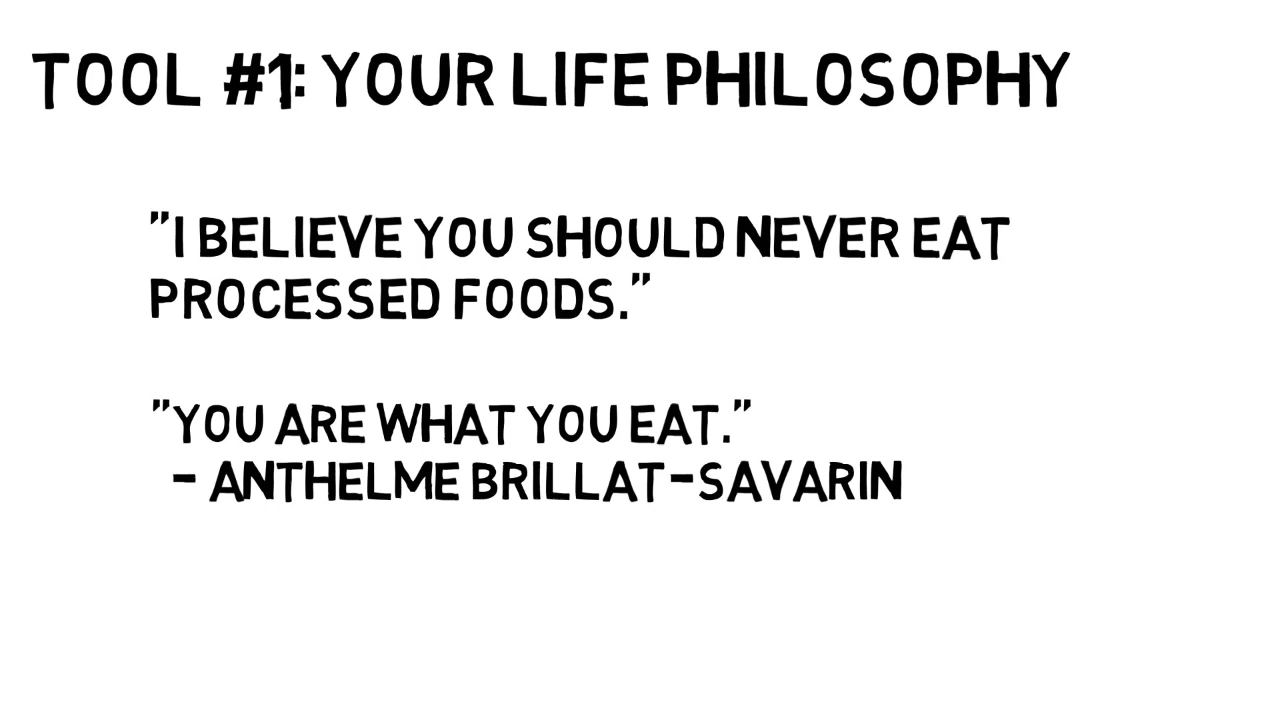 TOOL #1: YOUR LIFE PHILOSOPHY
"I BELIEVE YOU SHOULD NEVER EAT
PROCESSED FOODS."
"YOU ARE WHAT YOU EAT."
- ANTHELME BRILLAT-SAVARIN